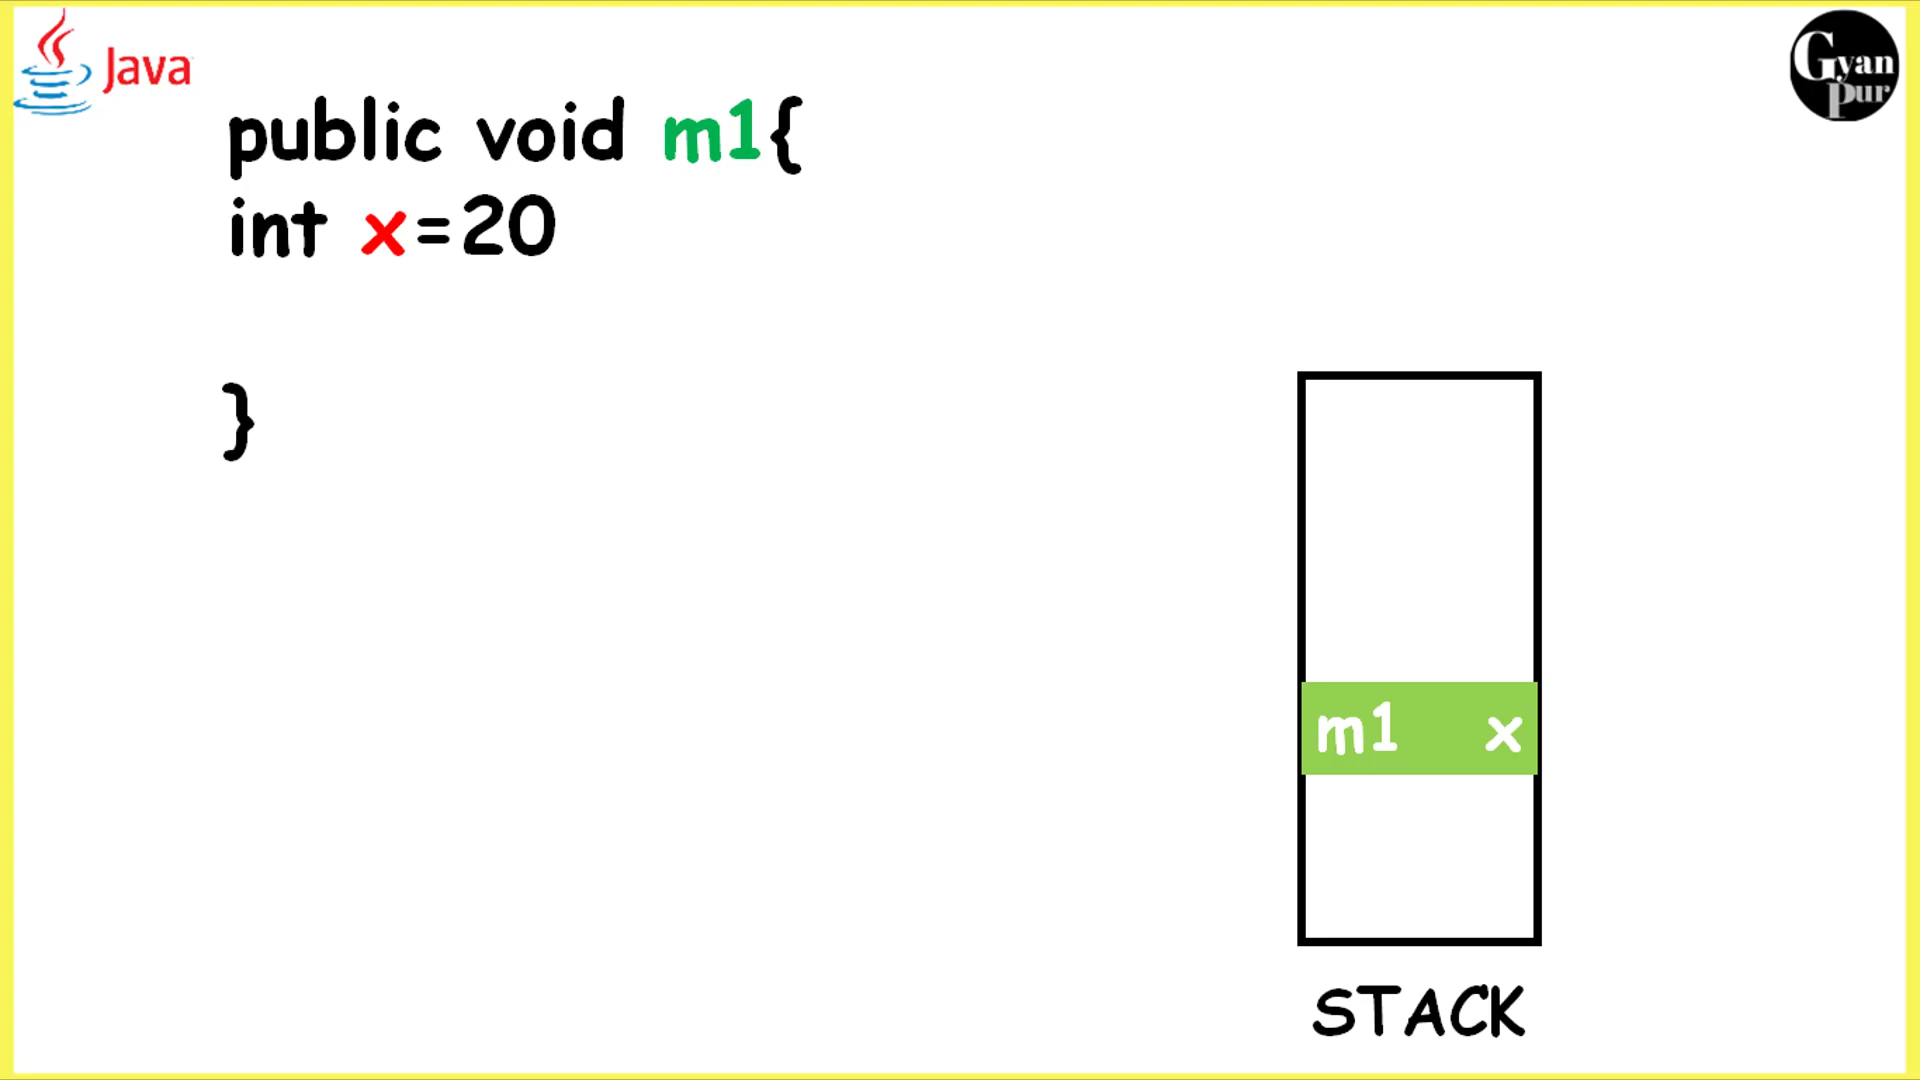 Java
Gyan
Pur
public void m1{
int x=20
}
m1 x
STACK